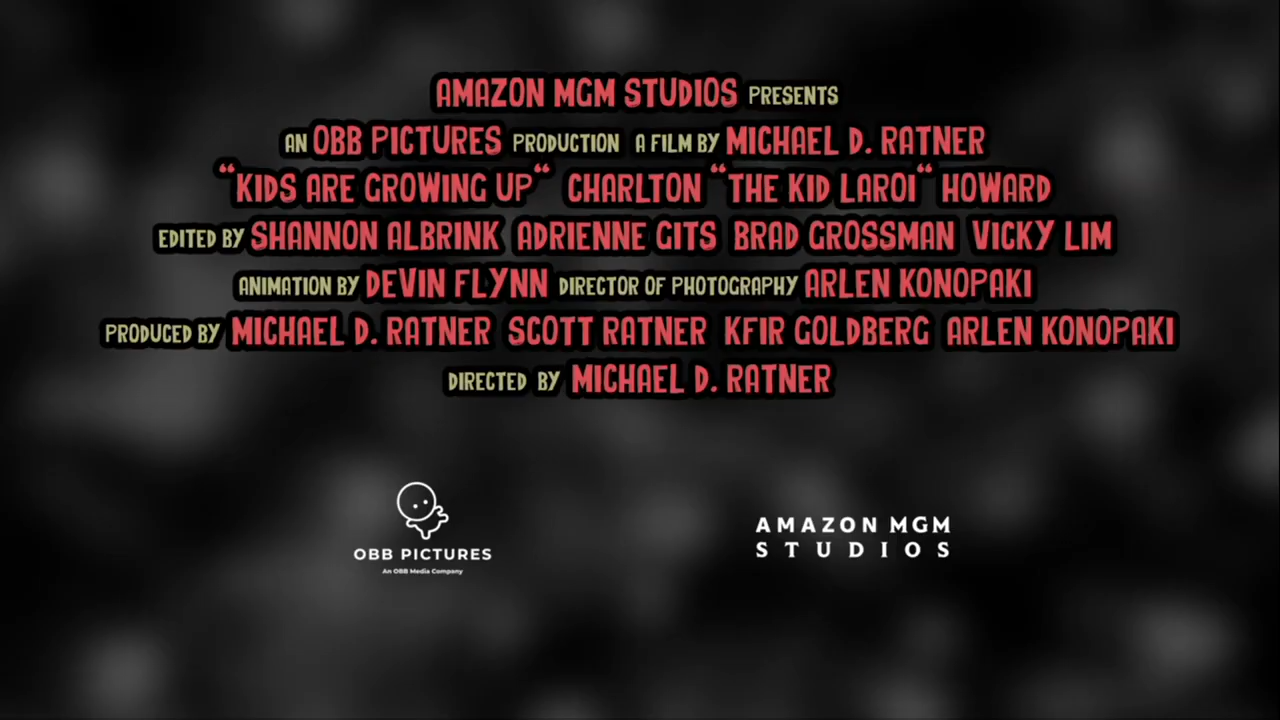 AMAZON MGM STUDIOS PRESENTS
AN OBB PICTURES PRODUCTION A FILM BY MICHAEL D. RATNER
“KIDS ARE GROWING UP“ CHARLTON “THE KID LAROI“ HOWARD
EDITED BY SHANNON ALBRINK ADRIENNE GITS BRAD GROSSMAN VICKY LIM
ANIMATION BY DEVIN FLYNN DIRECTOR OF PHOTOGRAPHY ARLEN KONOPAKI
PRODUCED BY MICHAEL D. RATNER SCOTT RATNER KFIR GOLDBERG ARLEN KONOPAKI
DIRECTED BY MICHAEL D. RATNER
OBB PICTURES
An OBB Media Company
AMAZON MGM
STUDIOS